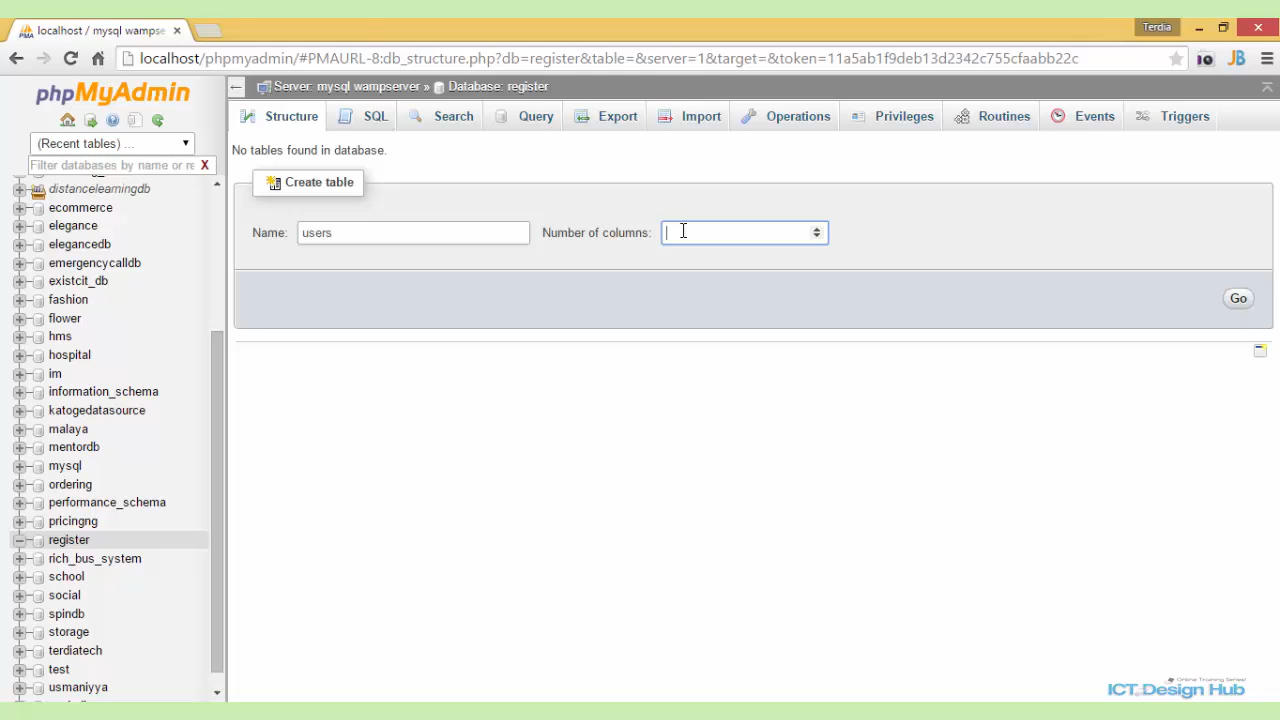 localhost / mysql wampse
Terdia
localhost/phpmyadmin/#PMAURL-8:db_structure.php?db=register&table=&server=1&target=&token=11a5ab1f9deb13d2342c755cfaabb22c
phpMyAdmin
Server: mysql wampserver » Database: register
Structure SQL Search Query Export Import Operations Privileges Routines Events Triggers
(Recent tables) ...
Filter databases by name or re X
No tables found in database.
Create table
Name: users Number of columns:
Go
distancelearningdb
ecommerce
elegance
elegancedb
emergencycalldb
existcit_db
fashion
flower
hms
hospital
im
information_schema
katogedatasource
malaya
mentordb
mysql
ordering
performance_schema
pricingng
register
rich_bus_system
school
social
spindb
storage
terdiatech
test
usmaniyya
Online Training Series!
ICT Design Hub